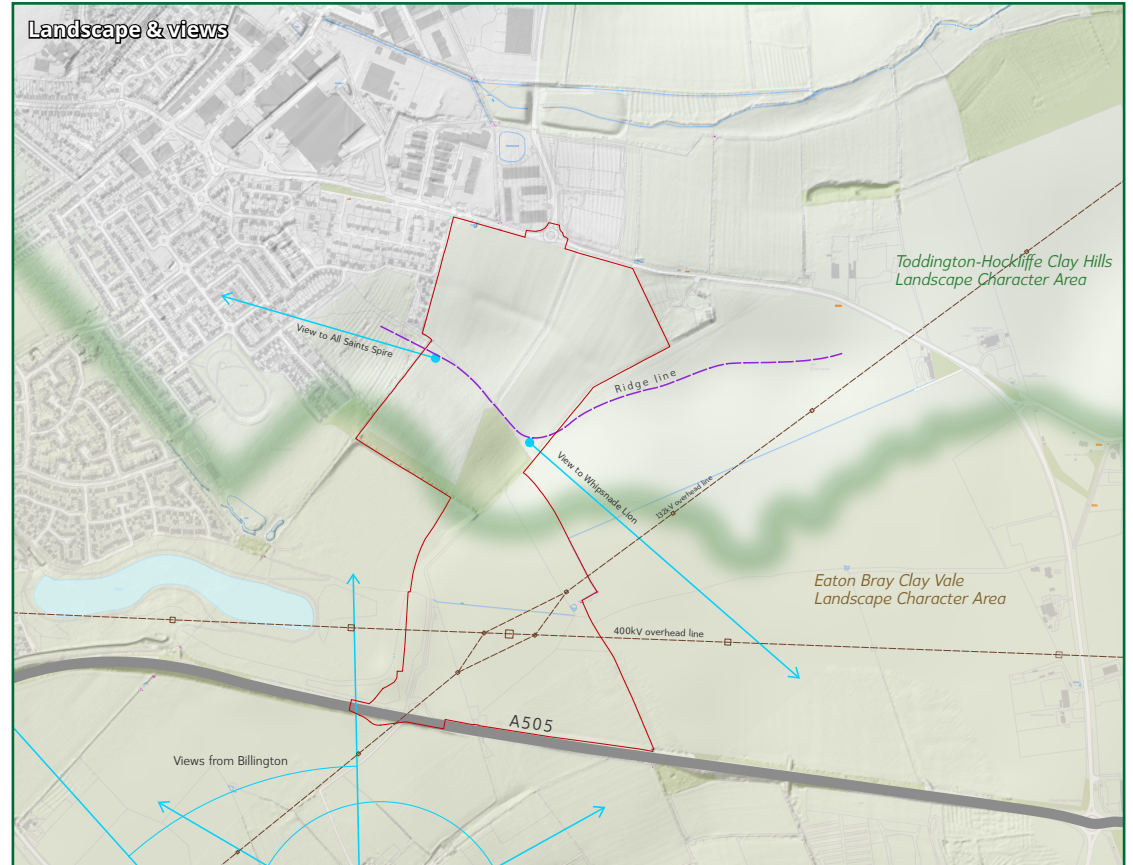 Landscape & views
Toddington-Hockliffe Clay Hills
Landscape Character Area
View to All Saints Spire
Ridge line
View to Whipsnade Lion
132kV overhead line
Eaton Bray Clay Vale
Landscape Character Area
400kV overhead line
A505
Views from Billington